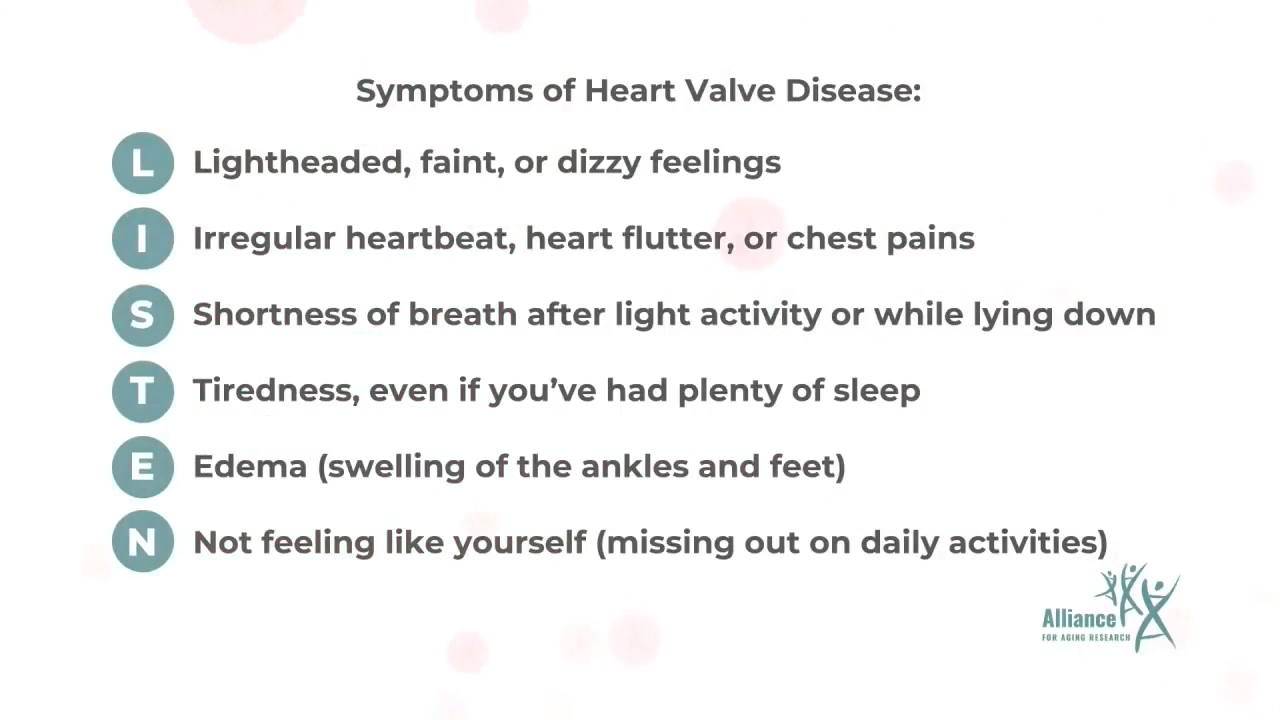 Symptoms of Heart Valve Disease:
L Lightheaded, faint, or dizzy feelings
I Irregular heartbeat, heart flutter, or chest pains
S Shortness of breath after light activity or while lying down
T Tiredness, even if you’ve had plenty of sleep
E Edema (swelling of the ankles and feet)
N Not feeling like yourself (missing out on daily activities)
Alliance
FOR AGING RESEARCH